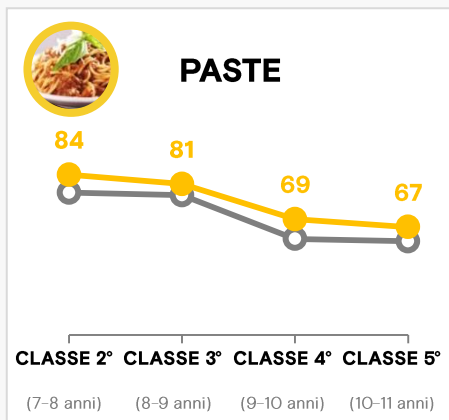 PASTE
84
81
69
67
CLASSE 2° CLASSE 3° CLASSE 4° CLASSE 5°
(7-8 anni) (8-9 anni) (9-10 anni) (10-11 anni)